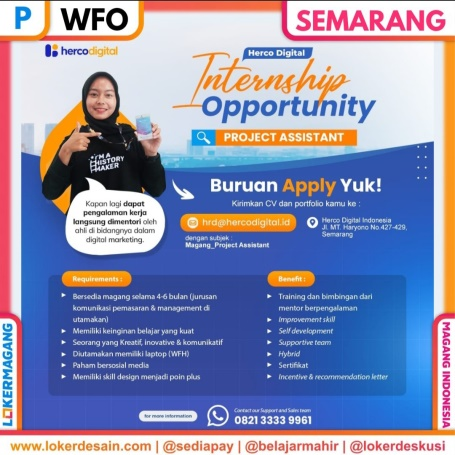 P WFO SEMARANG
hercodigital
Herco Digital
Internship
Opportunity
PROJECT ASSISTANT
I'M A
HISTORY
MAKER
Kapan lagi dapat
pengalaman kerja
langsung dimentori oleh
ahli di bidangnya dalam
digital marketing.
Buruan Apply Yuk!
Kirimkan CV dan portfolio kamu ke :
hrd@hercodigital.id
dengan subjek :
Magang_Project Assistant
Herco Digital Indonesia
Jl. MT. Haryono No.427-429,
Semarang
Requirements :
Bersedia magang selama 4-6 bulan (jurusan
komunikasi pemasaran & management di
utamakan)
Memiliki keinginan belajar yang kuat
Seorang yang Kreatif, inovative & komunikatif
Diutamakan memiliki laptop (WFH)
Paham bersosial media
Memiliki skill design menjadi poin plus
Benefit :
Training dan bimbingan dari
mentor berpengalaman
Improvement skill
Self development
Supportive team
Hybrid
Sertifikat
Incentive & recommendation letter
for more information
Contact our Support and Sales team
0821 3333 9961
LOKERMAGANG
MAGANG INDONESIA
www.lokerdesain.com | @sediapay | @belajarmahir | @lokerdeskusi